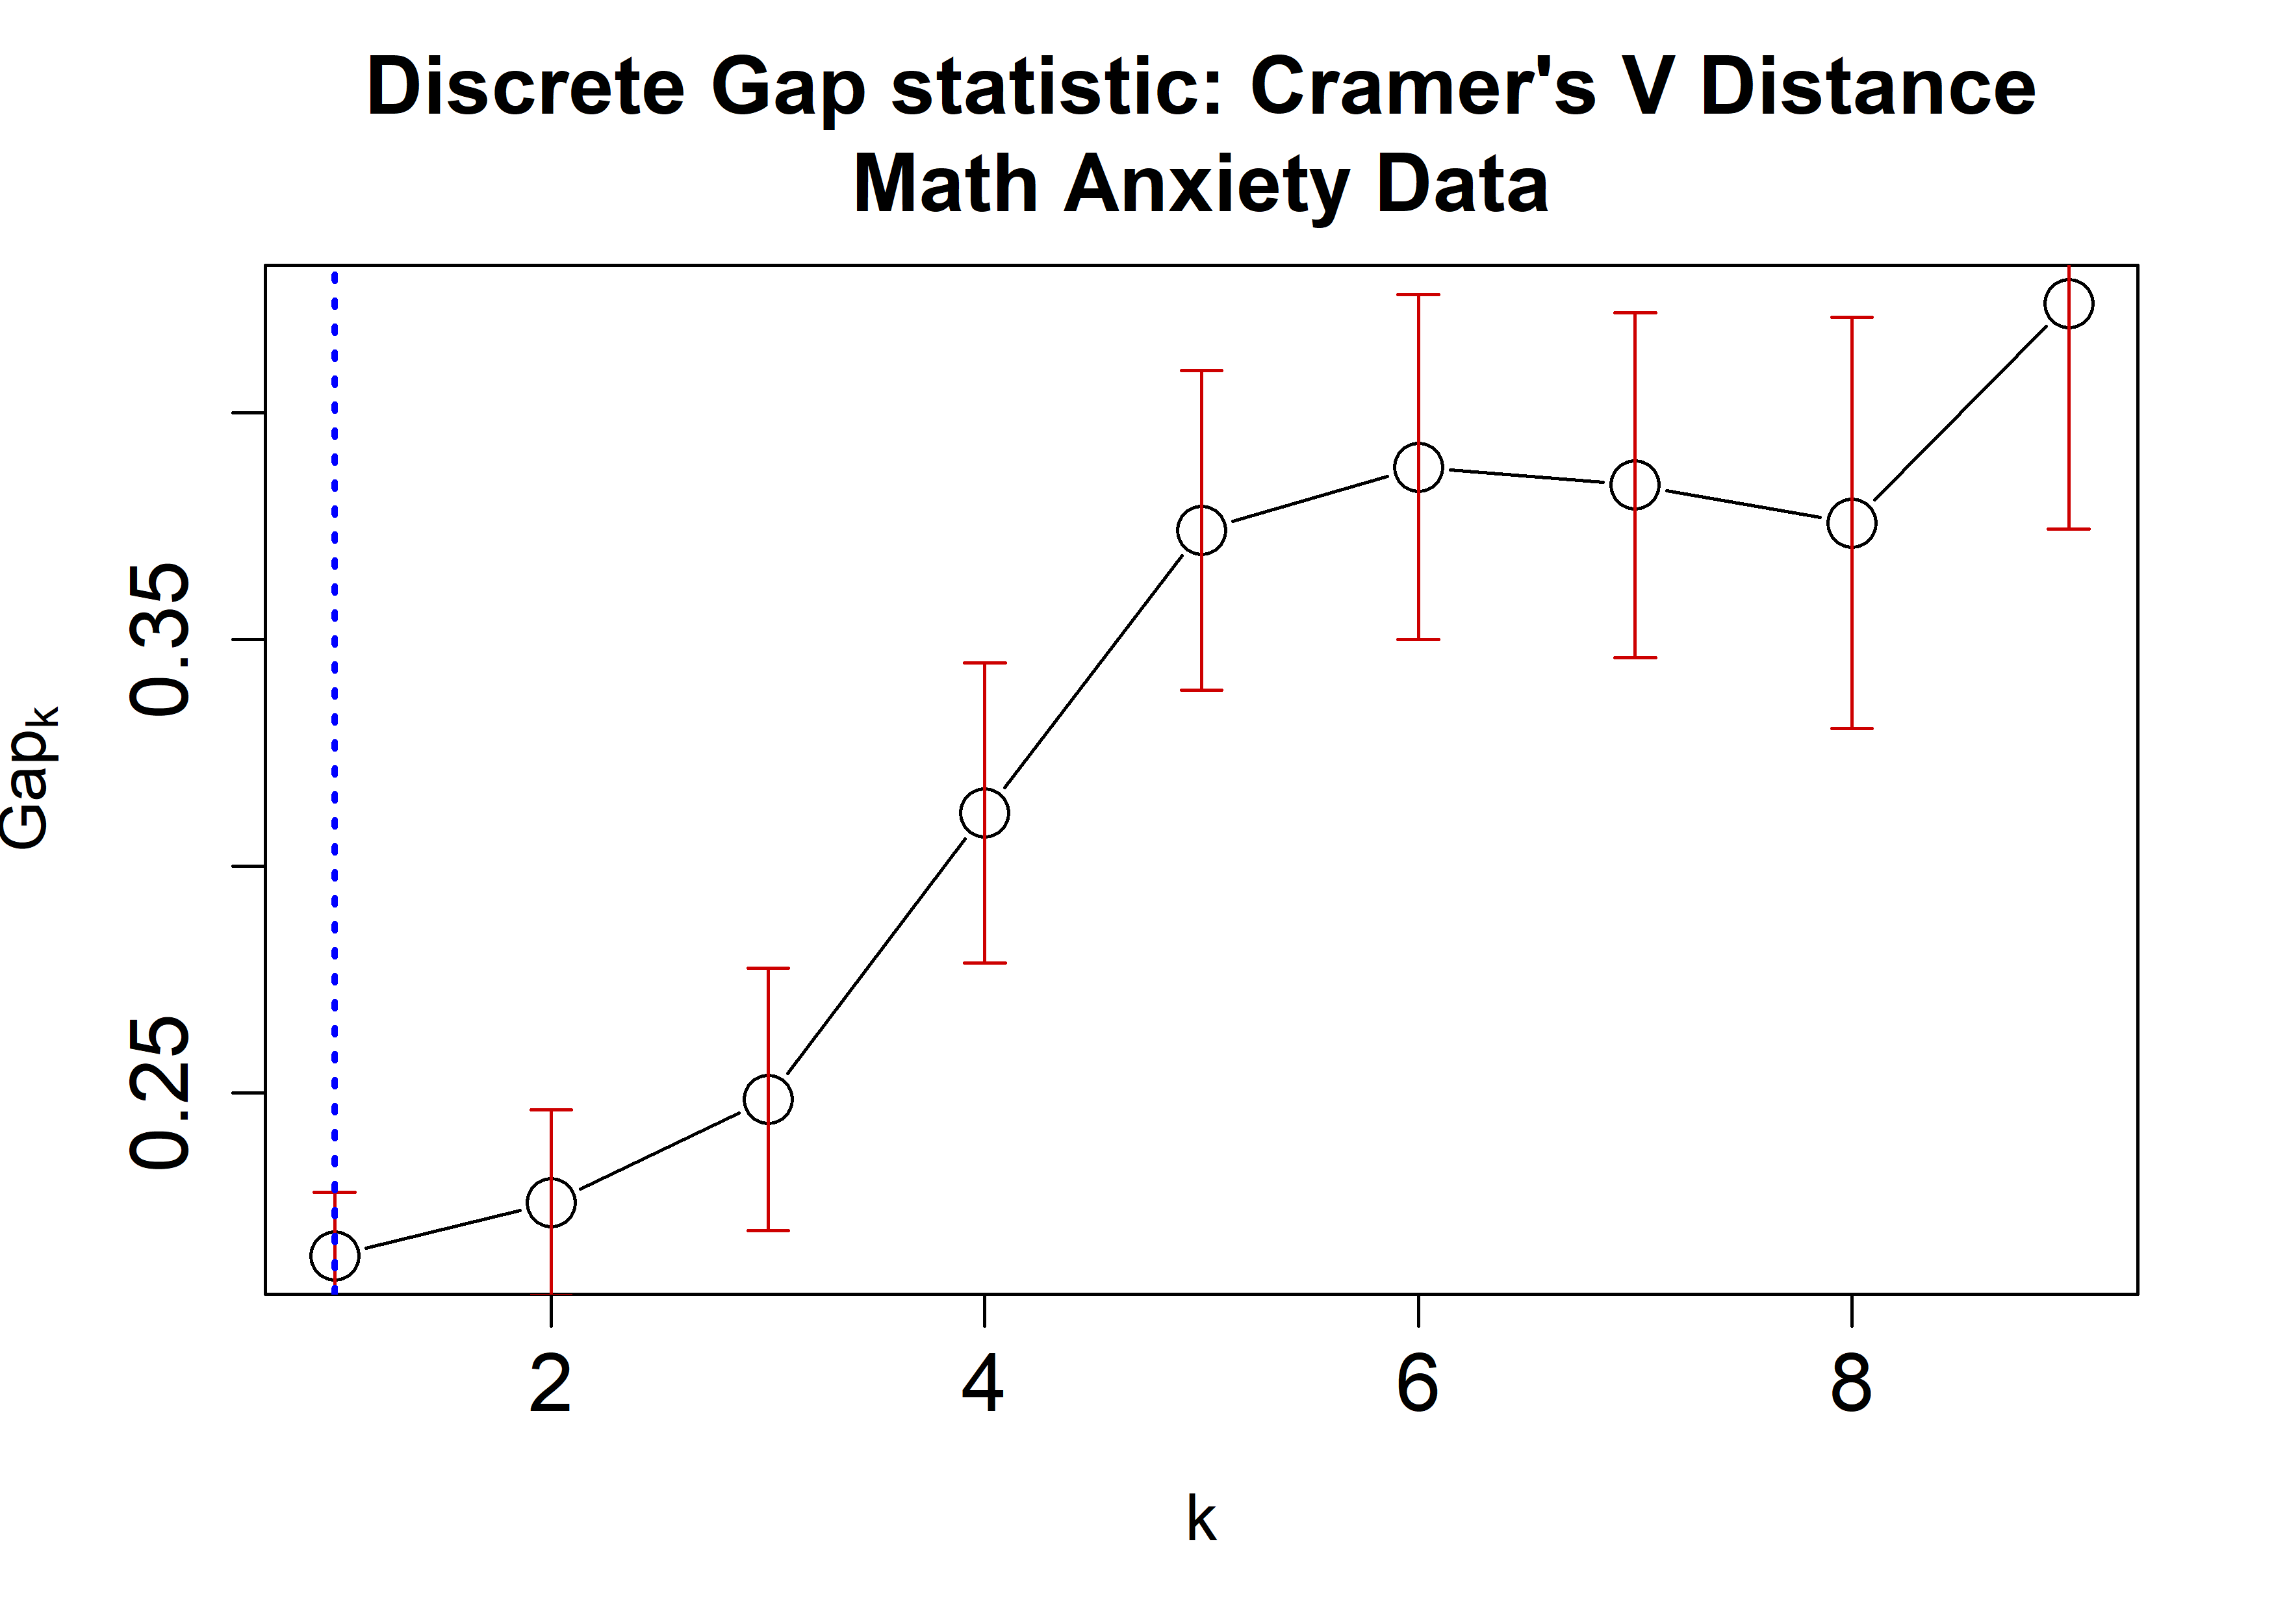 Discrete Gap statistic: Cramer's V Distance
Math Anxiety Data
Gapk
0.35
0.25
2 4 6 8
k